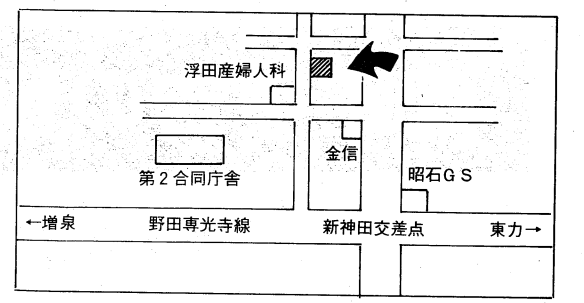 浮田産婦人科
金信
第2合同庁舎
昭石GS
←増泉
野田専光寺線
新神田交差点
東力→